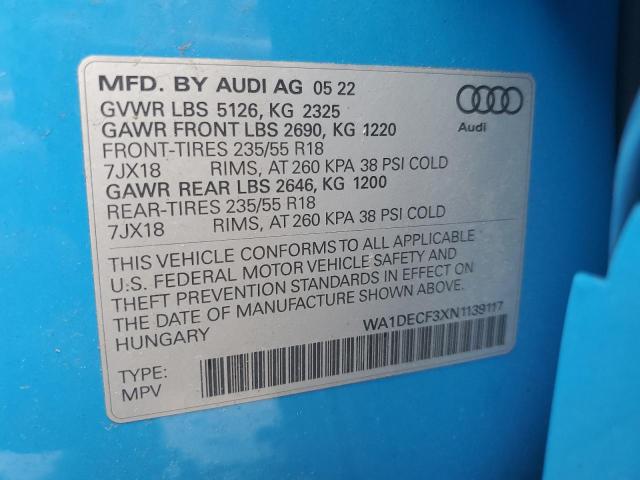 MFD. BY AUDI AG 05 22
GVWR LBS 5126, KG 2325
GAWR FRONT LBS 2690, KG 1220
FRONT-TIRES 235/55 R18
7JX18 RIMS, AT 260 KPA 38 PSI COLD
GAWR REAR LBS 2646, KG 1200
REAR-TIRES 235/55 R18
7JX18 RIMS, AT 260 KPA 38 PSI COLD
Audi
THIS VEHICLE CONFORMS TO ALL APPLICABLE
U.S. FEDERAL MOTOR VEHICLE SAFETY AND
THEFT PREVENTION STANDARDS IN EFFECT ON
THE DATE OF MANUFACTURE SHOWN ABOVE.
HUNGARY
WA1DECF3XN1139117
TYPE:
MPV